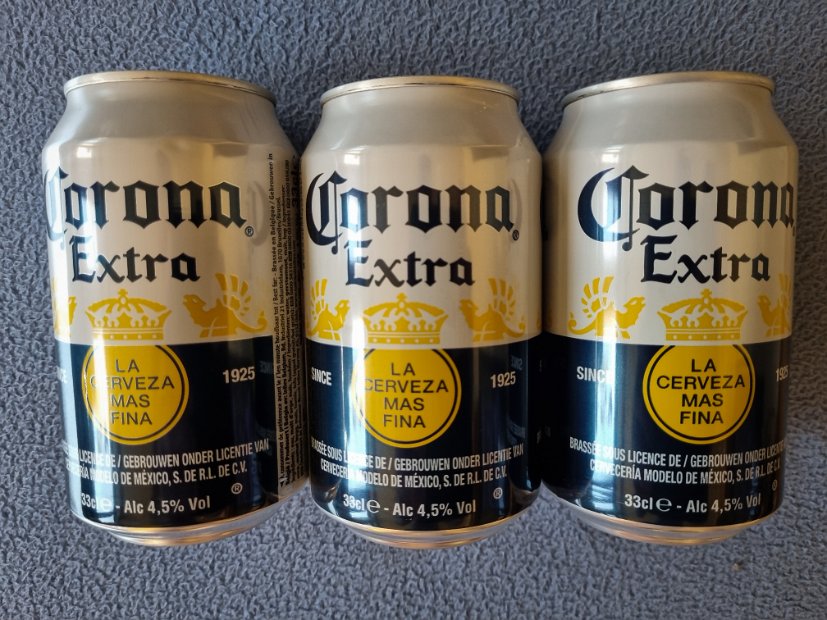 Corona
Extra
®
LA
CERVEZA
MAS
FINA
1925
BRASSÉE SOUS LICENCE DE / GEBROUWEN ONDER LICENTIE VAN
CERVECERÍA MODELO DE MÉXICO, S. DE R.L. DE C.V.
®
33cl e - Alc 4,5% Vol
Corona
Extra
®
LA
CERVEZA
MAS
FINA
SINCE
1925
BRASSÉE SOUS LICENCE DE / GEBROUWEN ONDER LICENTIE VAN
CERVECERÍA MODELO DE MÉXICO, S. DE R.L. DE C.V.
®
33cl e - Alc 4,5% Vol
Corona
Extra
LA
CERVEZA
MAS
FINA
SINCE
BRASSÉE SOUS LICENCE DE / GEBROUWEN ONDER LICENTIE
CERVECERÍA MODELO DE MÉXICO, S. DE R.L. DE C.V.
®
33cl e - Alc 4,5% Vol